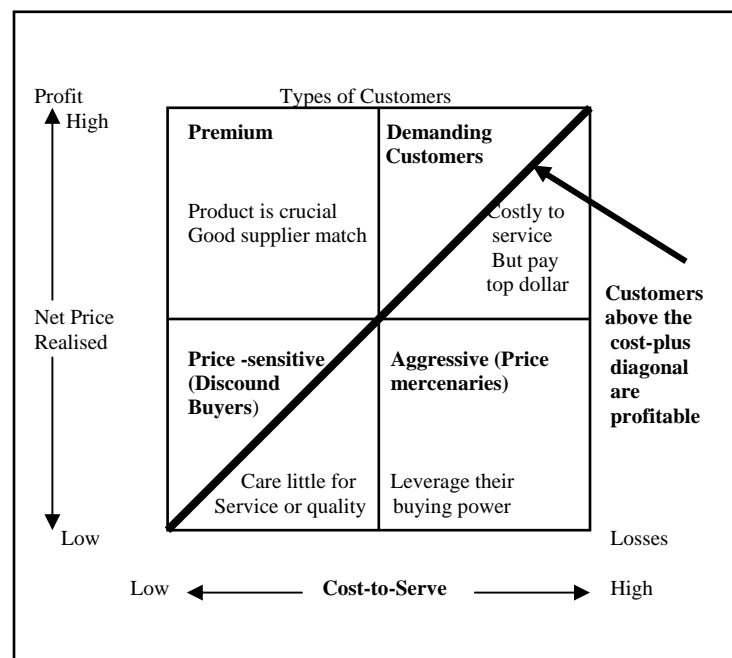 Profit
High
Types of Customers
Premium
Product is crucial
Good supplier match
Demanding
Customers
Costly to
service
But pay
top dollar
Net Price
Realised
Customers
above the
cost-plus
diagonal
are
profitable
Price -sensitive
(Discound
Buyers)
Care little for
Service or quality
Aggressive (Price
mercenaries)
Leverage their
buying power
Low
Losses
Low
Cost-to-Serve
High